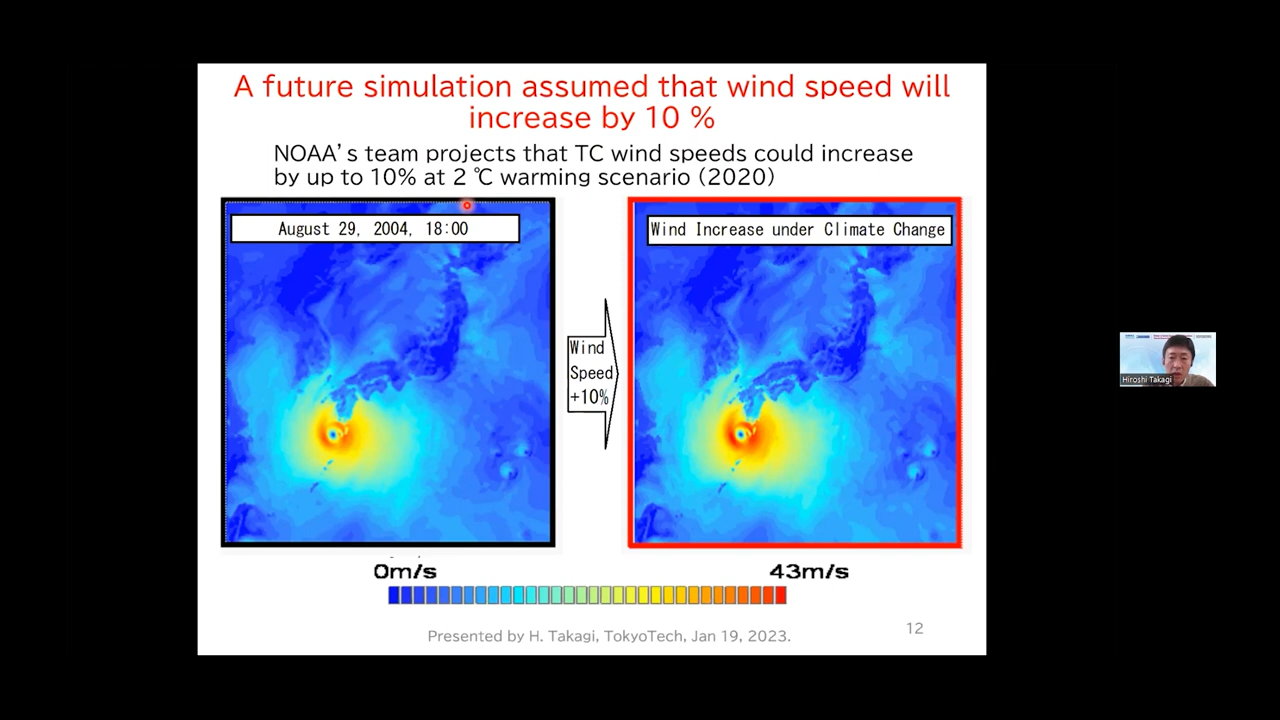 A future simulation assumed that wind speed will
increase by 10 %
NOAA's team projects that TC wind speeds could increase
by up to 10% at 2 ℃ warming scenario (2020)
August 29, 2004, 18:00
Wind Increase under Climate Change
Wind
Speed
+10%
Hiroshi Takagi
0m/s
43m/s
Presented by H. Takagi, TokyoTech, Jan 19, 2023.
12